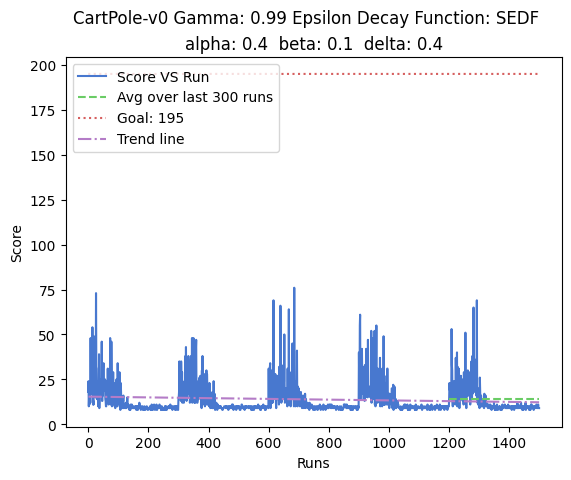 CartPole-v0 Gamma: 0.99 Epsilon Decay Function: SEDF
alpha: 0.4  beta: 0.1  delta: 0.4
Score VS Run
Avg over last 300 runs
Goal: 195
Trend line
Score
200
175
150
125
100
75
50
25
0
0 200 400 600 800 1000 1200 1400
Runs